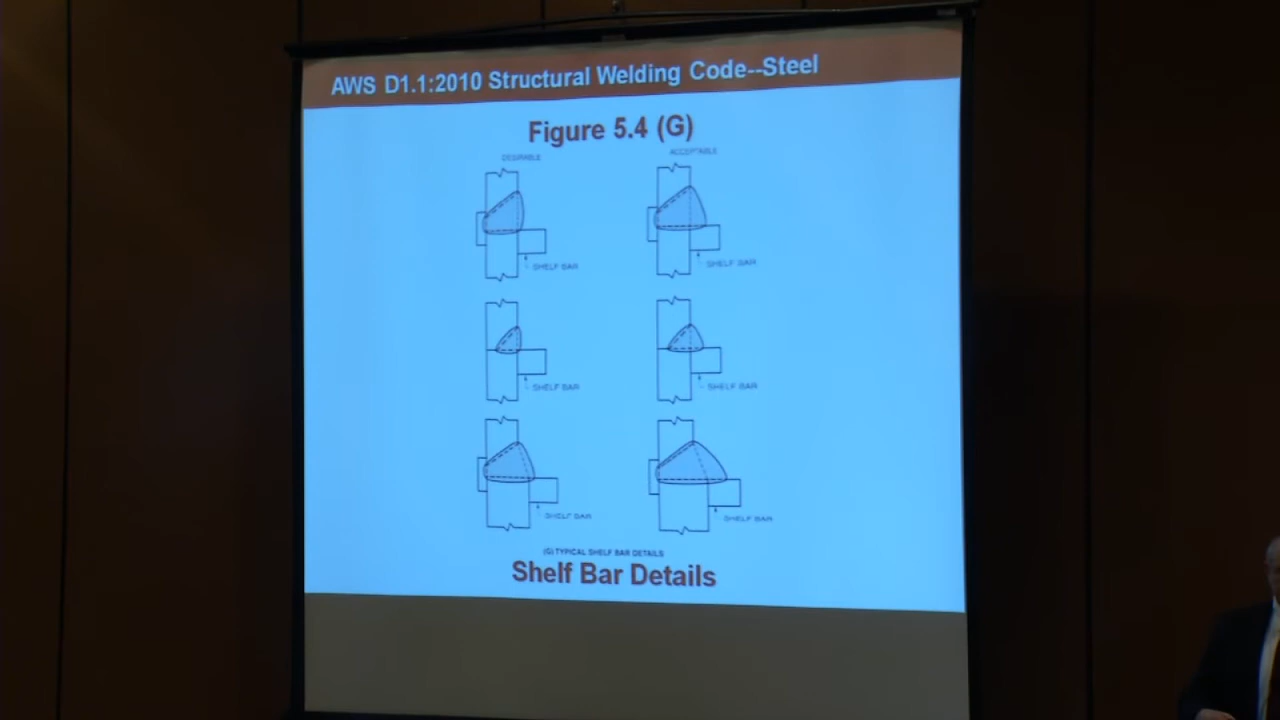 AWS D1.1:2010 Structural Welding Code--Steel
Figure 5.4 (G)
DESIRABLE
ACCEPTABLE
SHELF BAR
SHELF BAR
SHELF BAR
SHELF BAR
SHELF BAR
SHELF BAR
(G) TYPICAL SHELF BAR DETAILS
Shelf Bar Details